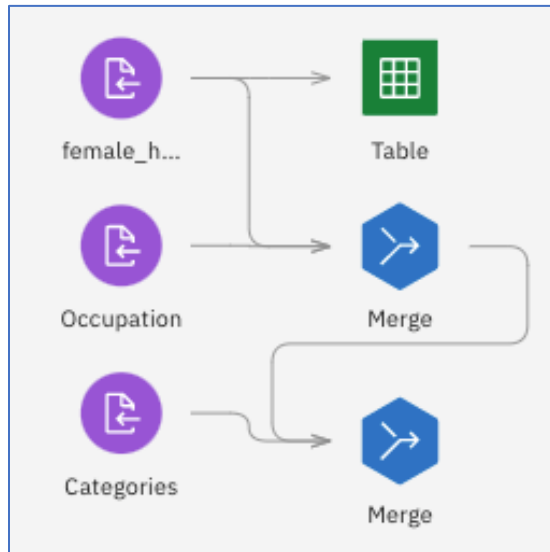 female_h...
Table
Occupation
Merge
Categories
Merge